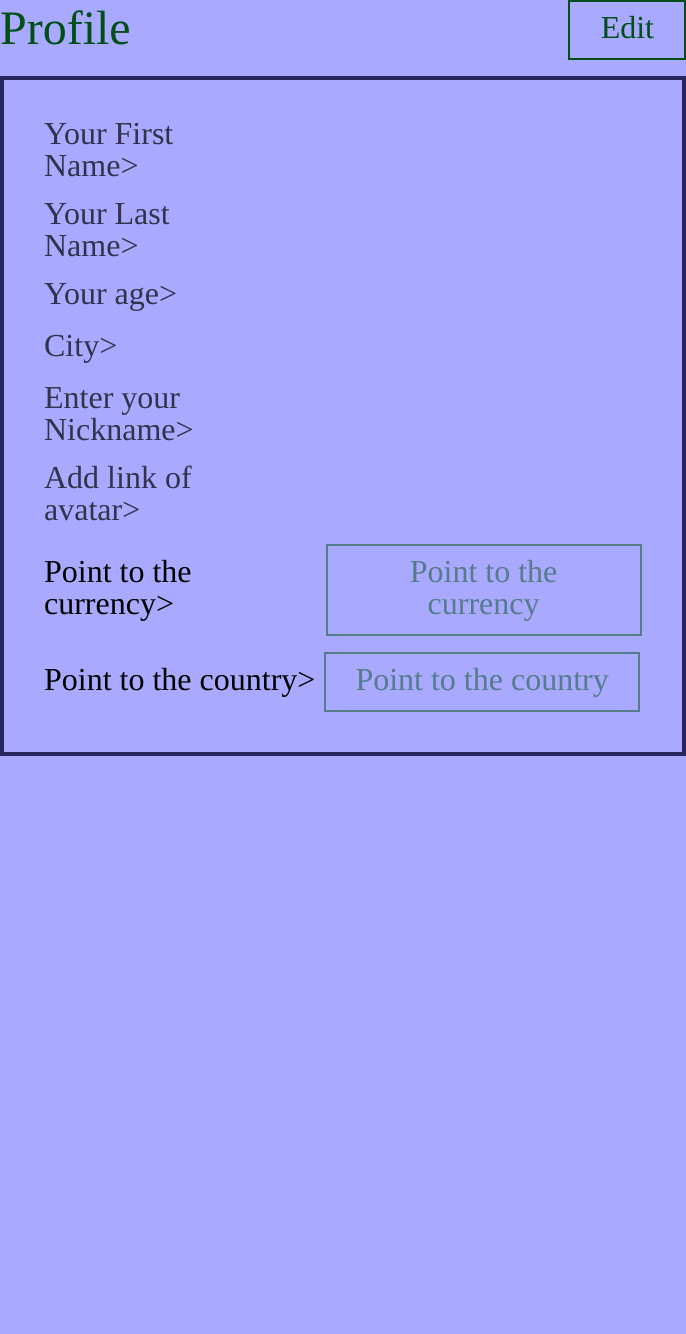 Profile
Edit
Your First
Name>
Your Last
Name>
Your age>
City>
Enter your
Nickname>
Add link of
avatar>
Point to the
currency>
Point to the
currency
Point to the country>
Point to the country